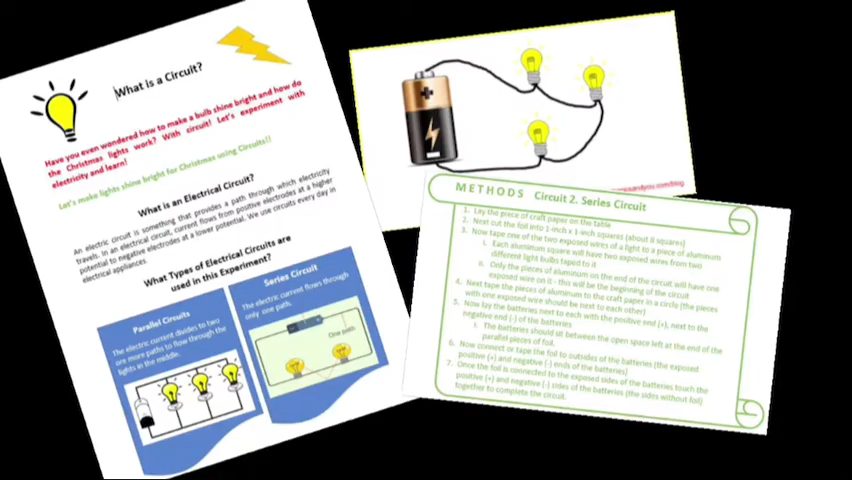 What is a Circuit?
Have you even wondered how to make a bulb shine bright and how do
the Christmas lights work? With circuit! Let's experiment with
electricity and learn!
Let's make lights shine bright for Christmas using Circuits!!
What is an Electrical Circuit?
An electric circuit is something that provides a path through which electricity
travels. In an electrical circuit, current flows from positive electrodes at a higher
potential to negative electrodes at a lower potential. We use circuits every day in
electrical appliances.
What Types of Electrical Circuits are
used in this Experiment?
Parallel Circuits
The electric current divides to two
or more paths to flow through the
lights in the middle.
Series Circuit
The electric current flows through
only one path.
One path
METHODS Circuit 2. Series Circuit
1. Lay the piece of craft paper on the table
2. Next cut the foil into 1-inch x 1-inch squares (about 8 squares)
3. Now tape one of the two exposed wires of a light to a piece of aluminum
i. Each aluminum square will have two exposed wires from two
different light bulbs taped to it
ii. Only the pieces of aluminum on the end of the circuit will have one
exposed wire on it - this will be the beginning of the circuit
4. Next tape the pieces of aluminum to the craft paper in a circle (the pieces
with one exposed wire should be next to each other)
5. Now lay the batteries next to each with the positive end (+), next to the
negative end (-) of the batteries
i. The batteries should sit between the open space left at the end of the
parallel pieces of foil.
6. Now connect or tape the foil to outsides of the batteries (the exposed
positive (+) and negative (-) ends of the batteries)
7. Once the foil is connected to the exposed sides of the batteries touch the
positive (+) and negative (-) sides of the batteries (the sides without foil)
together to complete the circuit.